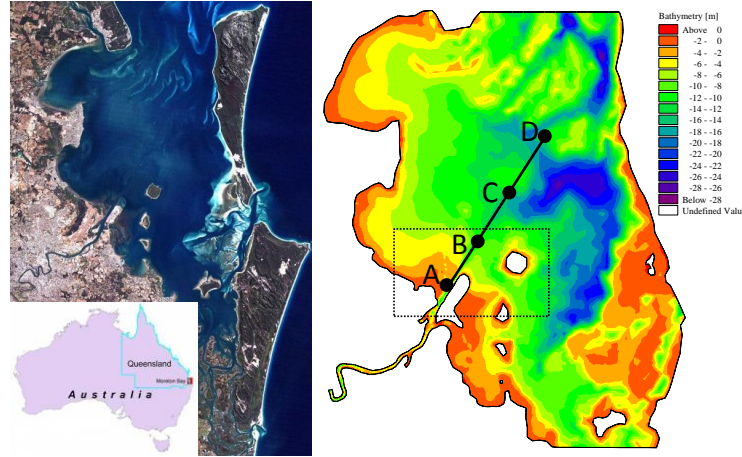 Queensland
Moreton Bay
Australia
A
B
C
D
Bathymetry [m]
Above 0
-2 - 0
-4 - -2
-6 - -4
-8 - -6
-10 - -8
-12 - -10
-14 - -12
-16 - -14
-18 - -16
-20 - -18
-22 - -20
-24 - -22
-26 - -24
-28 - -26
Below -28
Undefined Valu